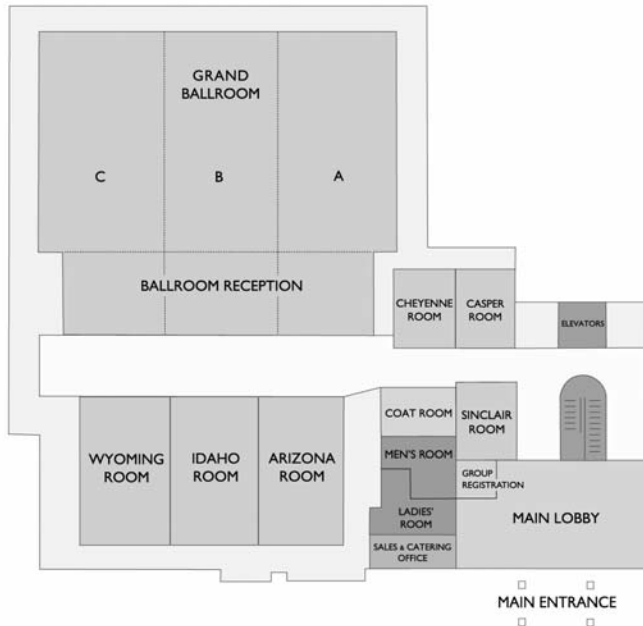 GRAND
BALLROOM
C
B
A
BALLROOM RECEPTION
CHEYENNE
ROOM
CASPER
ROOM
ELEVATORS
COAT ROOM
SINCLAIR
ROOM
WYOMING
ROOM
IDAHO
ROOM
ARIZONA
ROOM
MEN'S ROOM
GROUP
REGISTRATION
LADIES'
ROOM
MAIN LOBBY
SALES & CATERING
OFFICE
MAIN ENTRANCE